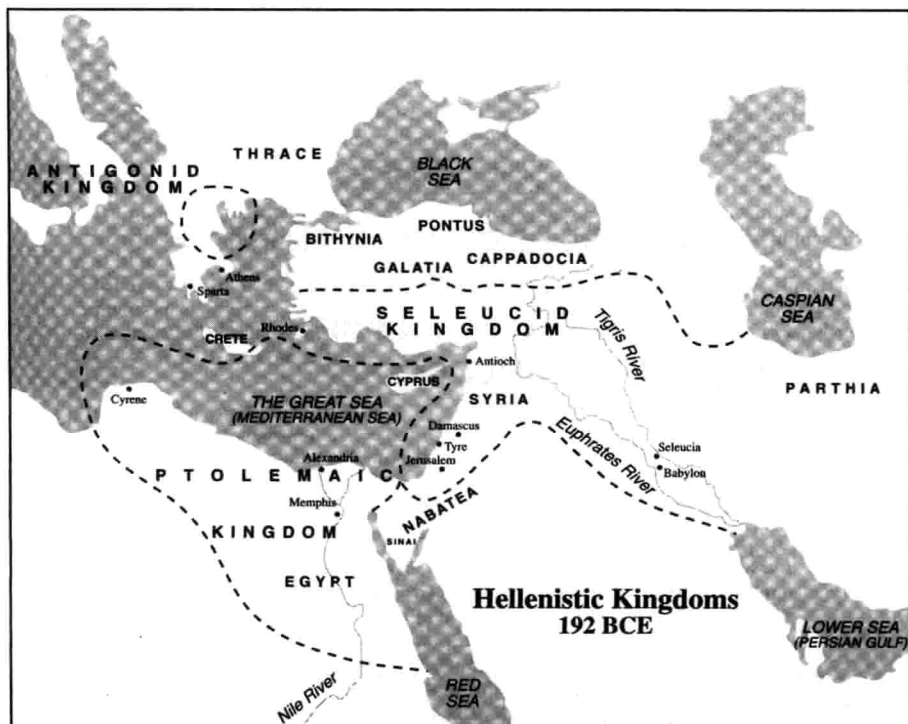 THRACE
BLACK
SEA
ANTIGONID
KINGDOM
PONTUS
BITHYNIA
CAPPADOCIA
GALATIA
Athens
Sparta
CASPIAN
SEA
SELEUCID
KINGDOM
Tigris River
Rhodes
CRETE
Antioch
CYPRUS
PARTHIA
Cyrene
THE GREAT SEA
(MEDITERRANEAN SEA)
SYRIA
Damascus
Tyre
Euphrates River
Seleucia
Babylon
Alexandria
Jerusalem
PTOLEMAIC
KINGDOM
Memphis
NABATEA
SINAI
EGYPT
Hellenistic Kingdoms
192 BCE
LOWER SEA
(PERSIAN GULF)
Nile River
RED
SEA